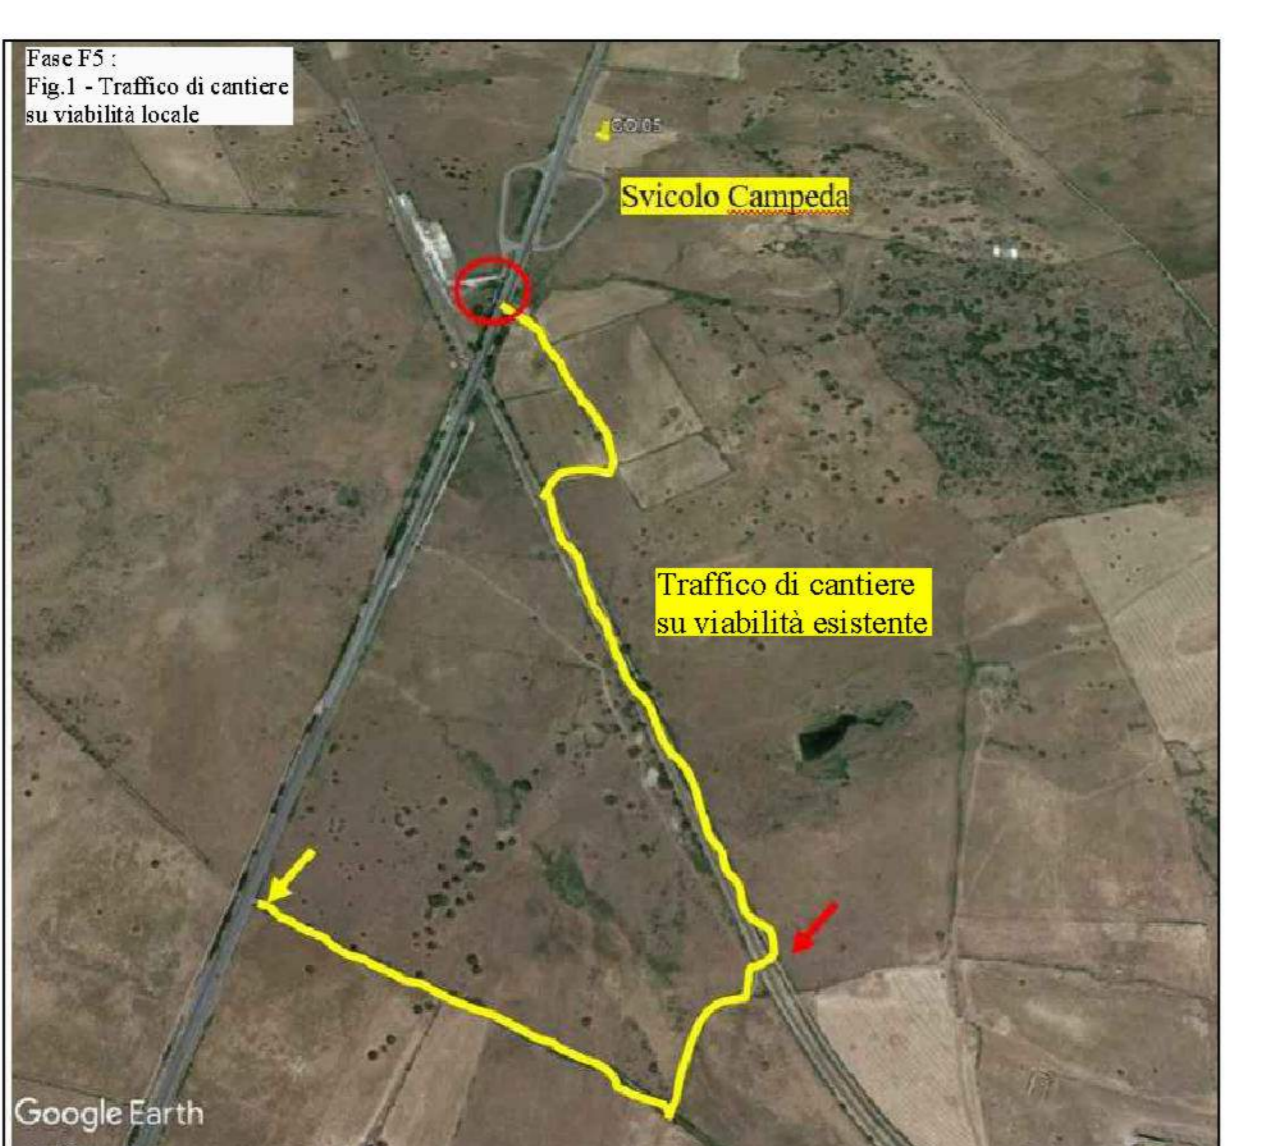 Fase F5 :
Fig.1 - Traffico di cantiere
su viabilità locale
Svicolo Campeda
Traffico di cantiere
su viabilità esistente
Google Earth